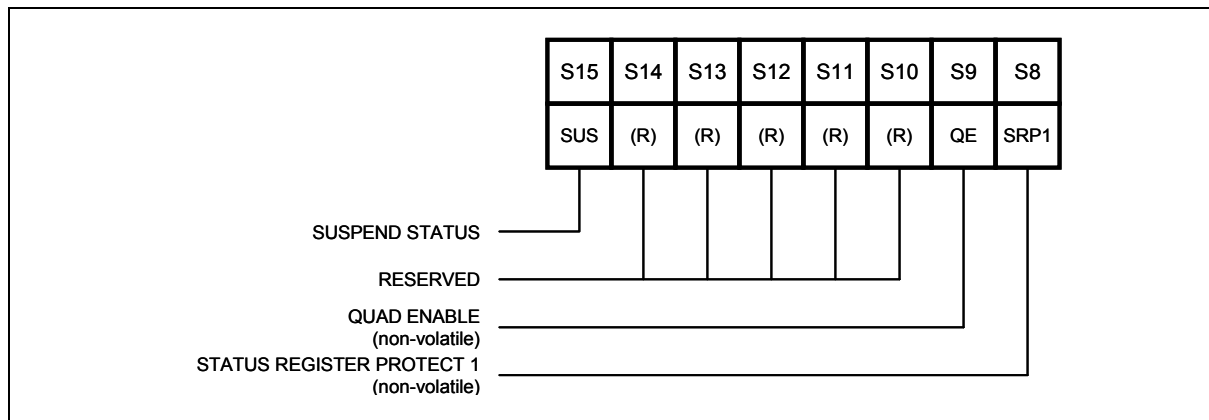 S15 S14 S13 S12 S11 S10 S9 S8
SUS (R) (R) (R) (R) (R) QE SRP1
SUSPEND STATUS
RESERVED
QUAD ENABLE
(non-volatile)
STATUS REGISTER PROTECT 1
(non-volatile)